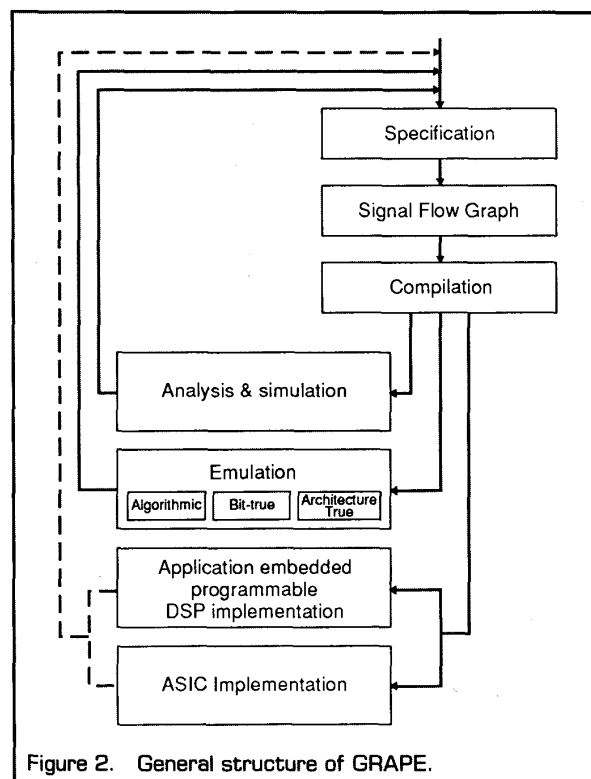 Specification
Signal Flow Graph
Compilation
Analysis & simulation
Emulation
Algorithmic
Bit-true
Architecture
True
Application embedded
programmable
DSP implementation
ASIC Implementation
Figure 2. General structure of GRAPE.